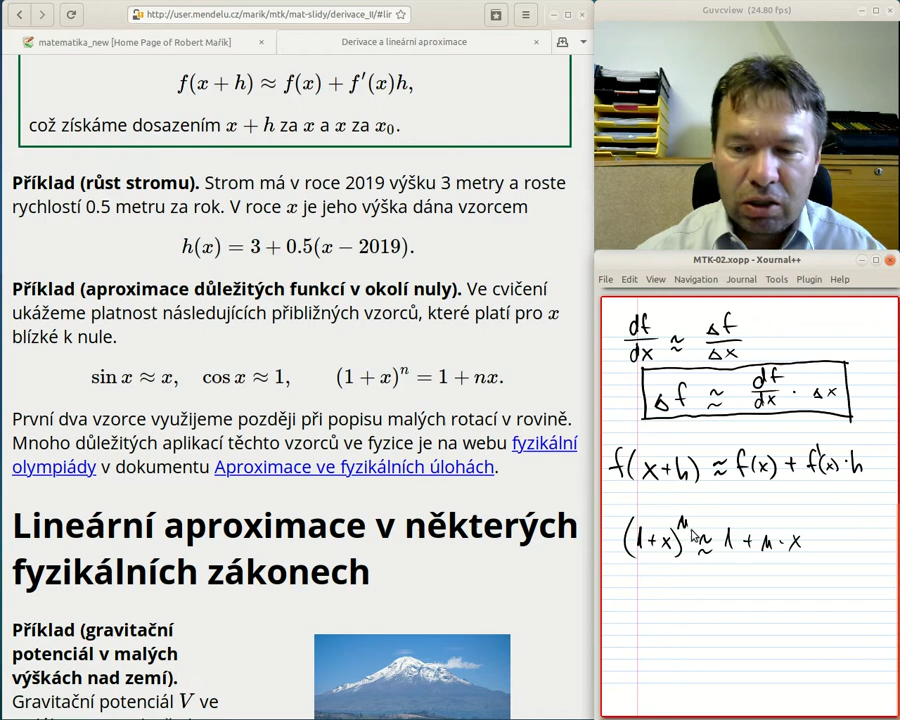 http://user.mendelu.cz/marik/mtk/mat-slidy/derivace_II/#lir
matematika_new [Home Page of Robert Mařík]
Derivace a lineární aproximace
f(x + h) ≈ f(x) + f′(x)h,
což získáme dosazením x + h za x a x za x₀.
Příklad (růst stromu). Strom má v roce 2019 výšku 3 metry a roste
rychlostí 0.5 metru za rok. V roce x je jeho výška dána vzorcem
h(x) = 3 + 0.5(x − 2019).
Příklad (aproximace důležitých funkcí v okolí nuly). Ve cvičení
ukážeme platnost následujících přibližných vzorců, které platí pro x
blízké k nule.
sin x ≈ x, cos x ≈ 1, (1 + x)ⁿ = 1 + nx.
První dva vzorce využijeme později při popisu malých rotací v rovině.
Mnoho důležitých aplikací těchto vzorců ve fyzice je na webu fyzikální
olympiády v dokumentu Aproximace ve fyzikálních úlohách.
Lineární aproximace v některých
fyzikálních zákonech
Příklad (gravitační
potenciál v malých
výškách nad zemí).
Gravitační potenciál V ve
Guvcview (24.80 fps)
MTK-02.xopp - Xournal++
File Edit View Navigation Journal Tools Plugin Help
df/dx ≈ Δf/Δx
Δf ≈ df/dx · Δx
f(x+h) ≈ f(x) + f'(x)·h
(1+x)ⁿ ≈ 1 + n·x